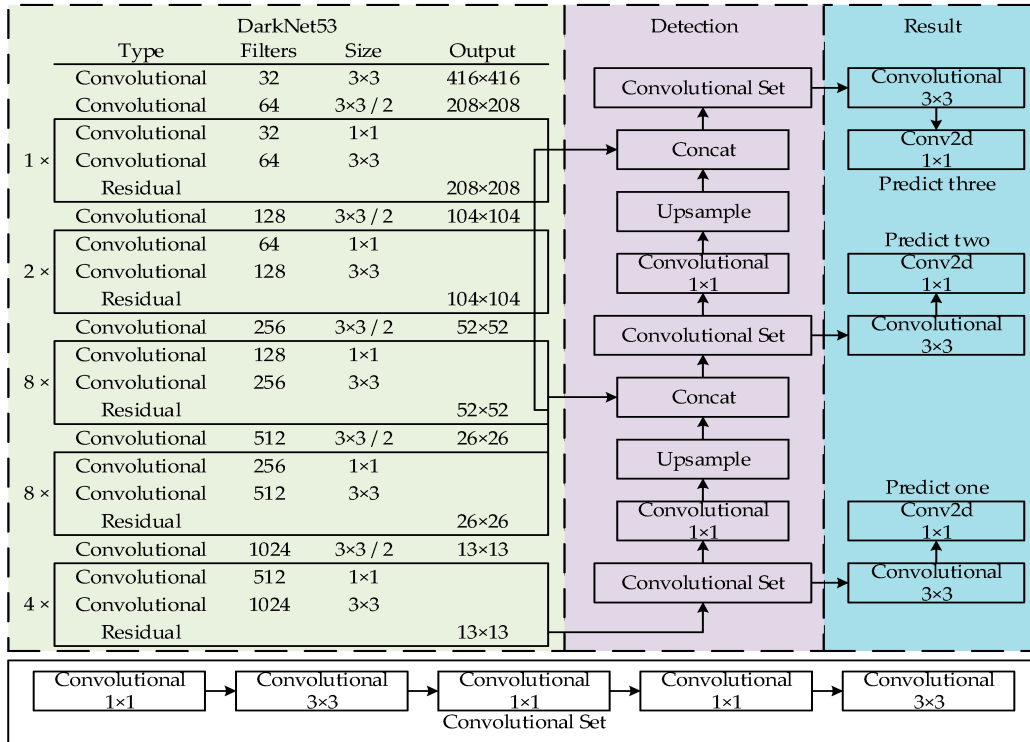 DarkNet53
Type Filters Size Output
Convolutional 32 3×3 416×416
Convolutional 64 3×3 / 2 208×208
1 ×
Convolutional 32 1×1
Convolutional 64 3×3
Residual 208×208
Convolutional 128 3×3 / 2 104×104
2 ×
Convolutional 64 1×1
Convolutional 128 3×3
Residual 104×104
Convolutional 256 3×3 / 2 52×52
8 ×
Convolutional 128 1×1
Convolutional 256 3×3
Residual 52×52
Convolutional 512 3×3 / 2 26×26
8 ×
Convolutional 256 1×1
Convolutional 512 3×3
Residual 26×26
Convolutional 1024 3×3 / 2 13×13
4 ×
Convolutional 512 1×1
Convolutional 1024 3×3
Residual 13×13
Detection
Convolutional Set
Concat
Upsample
Convolutional
1×1
Convolutional Set
Concat
Upsample
Convolutional
1×1
Convolutional Set
Result
Convolutional
3×3
Conv2d
1×1
Predict three
Predict two
Conv2d
1×1
Convolutional
3×3
Predict one
Conv2d
1×1
Convolutional
3×3
Convolutional
1×1
Convolutional
3×3
Convolutional
1×1
Convolutional
1×1
Convolutional
3×3
Convolutional Set